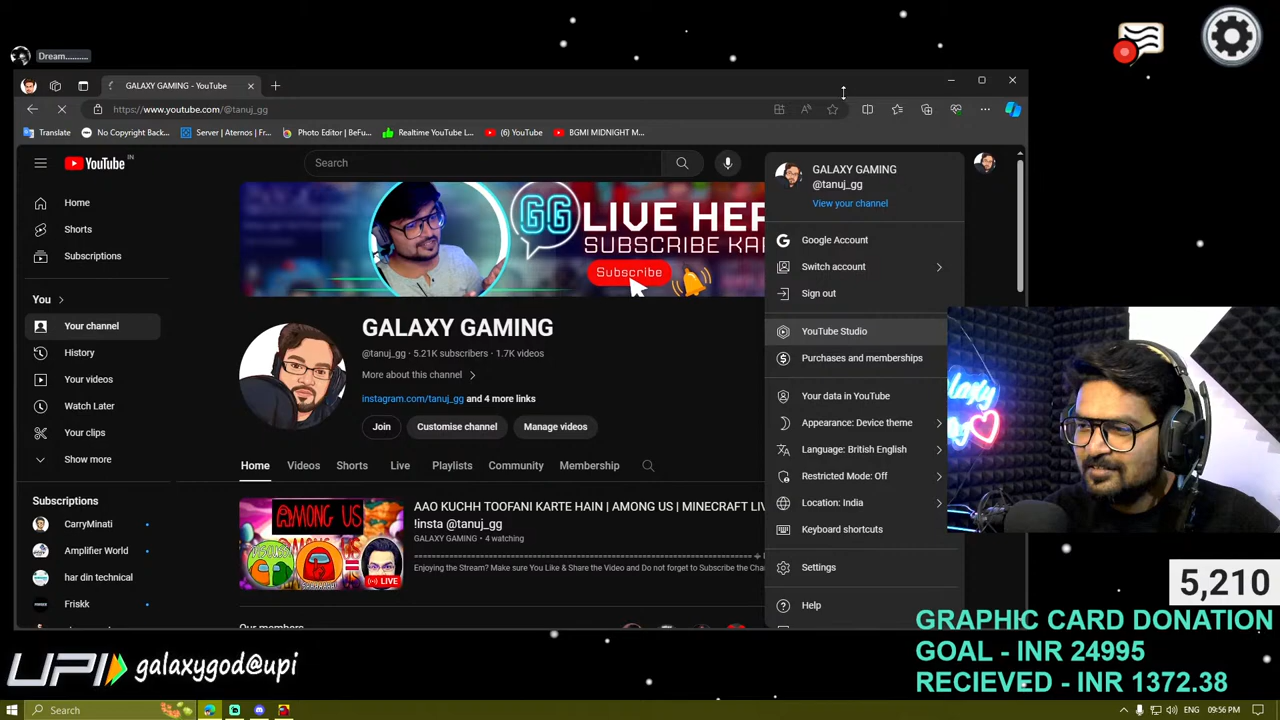 Dream..........
GALAXY GAMING - YouTube
https://www.youtube.com/@tanuj_gg
Translate
No Copyright Back...
Server | Aternos | Fr...
Photo Editor | BeFu...
Realtime YouTube L...
(6) YouTube
BGMI MIDNIGHT M...
YouTube IN
Search
GALAXY GAMING
@tanuj_gg
View your channel
Home
Shorts
Subscriptions
GG LIVE HER
SUBSCRIBE KA
Subscribe
Google Account
Switch account
Sign out
You
Your channel
History
Your videos
Watch Later
Your clips
Show more
GALAXY GAMING
@tanuj_gg · 5.21K subscribers · 1.7K videos
More about this channel
instagram.com/tanuj_gg and 4 more links
Join
Customise channel
Manage videos
YouTube Studio
Purchases and memberships
Your data in YouTube
Appearance: Device theme
Language: British English
Restricted Mode: Off
Location: India
Keyboard shortcuts
Settings
Help
Home
Videos
Shorts
Live
Playlists
Community
Membership
Subscriptions
CarryMinati
Amplifier World
har din technical
Friskk
AMONG US
LIVE
AAO KUCHH TOOFANI KARTE HAIN | AMONG US | MINECRAFT LIV
!insta @tanuj_gg
GALAXY GAMING · 4 watching
Enjoying the Stream? Make sure You Like & Share the Video and Do not forget to Subscribe the Cha
Our members
5,210
GRAPHIC CARD DONATION
GOAL - INR 24995
RECIEVED - INR 1372.38
UPI galaxygod@upi
Search
ENG
09:56 PM